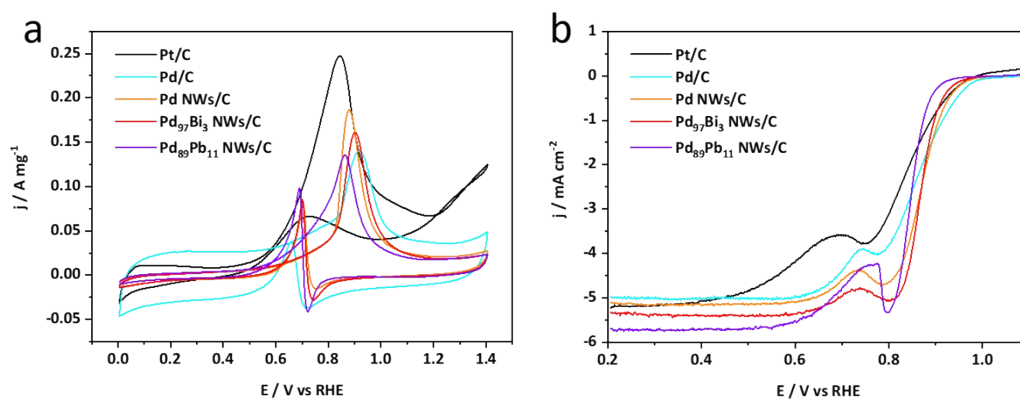 a
j / A mg⁻¹
0.25
0.20
0.15
0.10
0.05
0.00
-0.05
Pt/C
Pd/C
Pd NWs/C
Pd₉₇Bi₃ NWs/C
Pd₈₉Pb₁₁ NWs/C
0.0 0.2 0.4 0.6 0.8 1.0 1.2 1.4
E / V vs RHE
b
j / mA cm⁻²
1
0
-1
-2
-3
-4
-5
-6
Pt/C
Pd/C
Pd NWs/C
Pd₉₇Bi₃ NWs/C
Pd₈₉Pb₁₁ NWs/C
0.2 0.4 0.6 0.8 1.0
E / V vs RHE